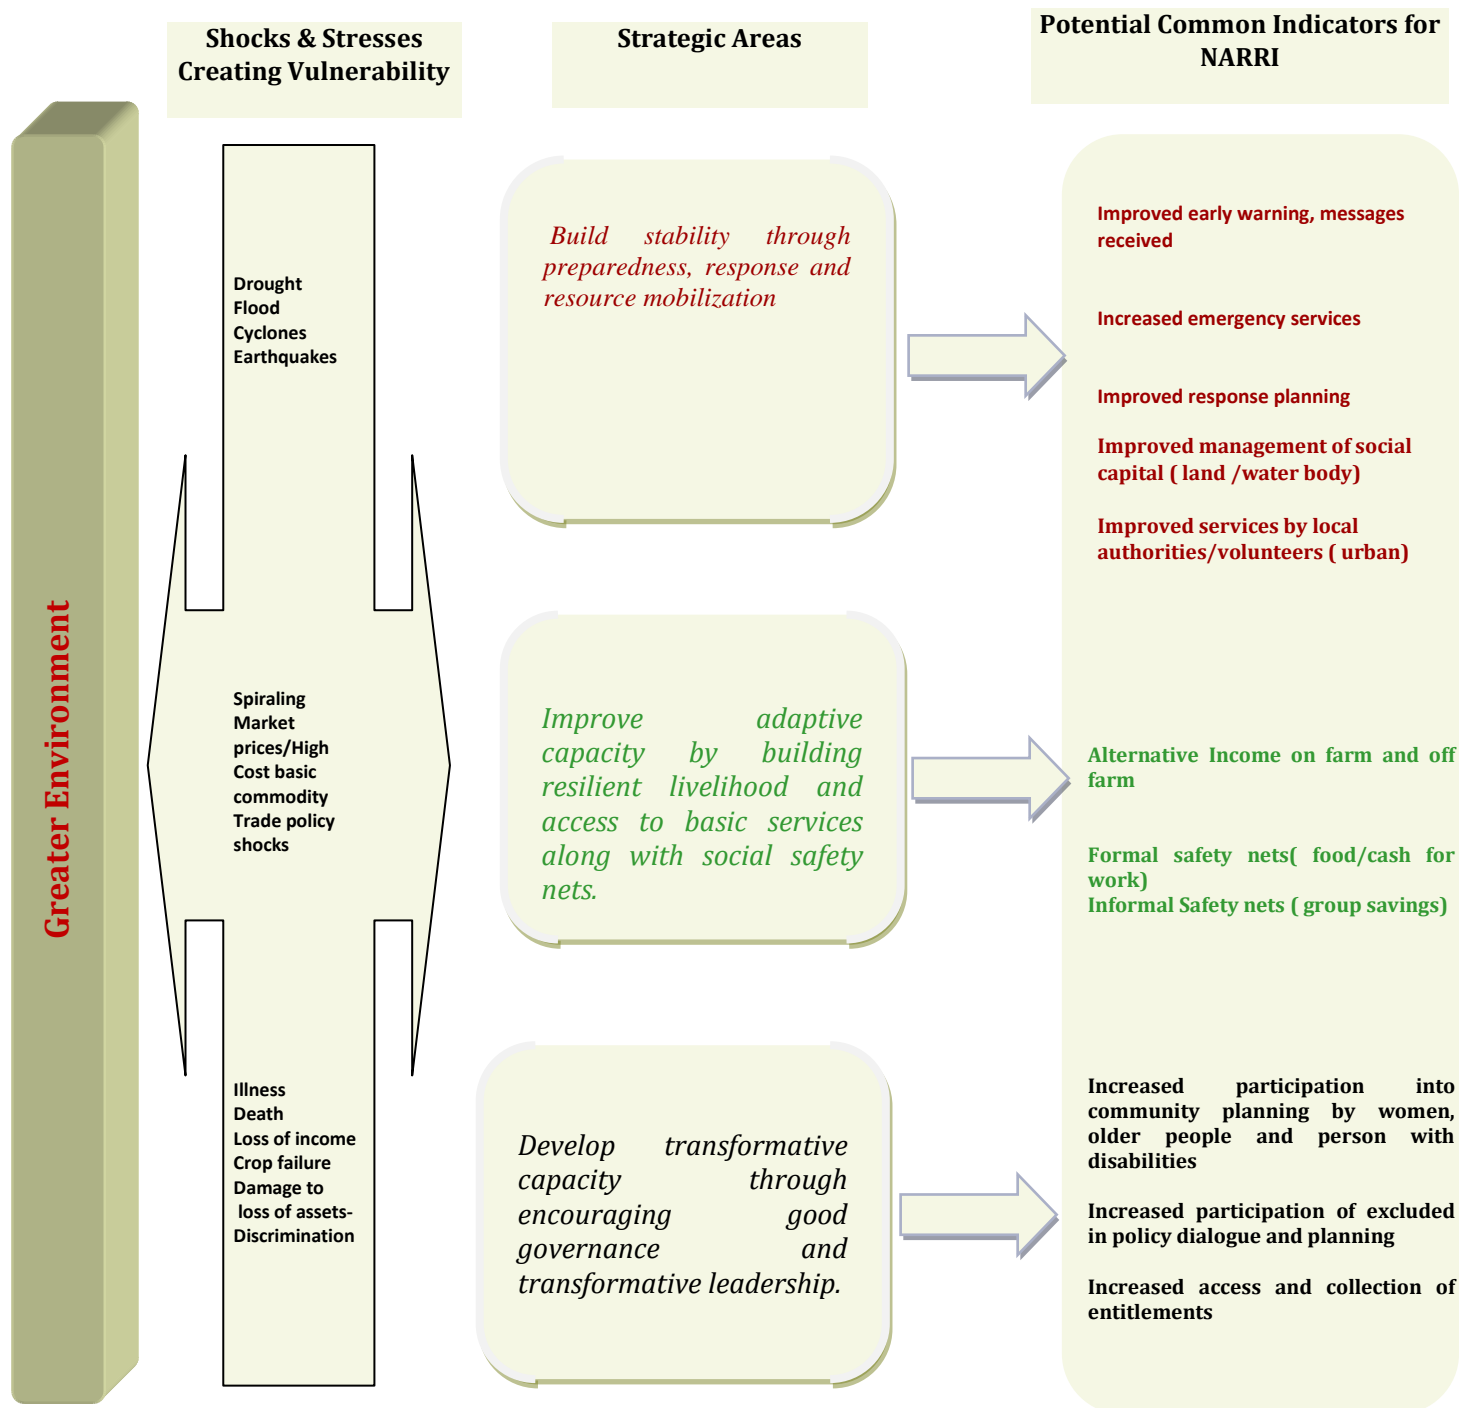 Shocks & Stresses
Creating Vulnerability
Strategic Areas
Potential Common Indicators for
NARRI
Greater Environment
Drought
Flood
Cyclones
Earthquakes
Spiraling
Market
prices/High
Cost basic
commodity
Trade policy
shocks
Illness
Death
Loss of income
Crop failure
Damage to
loss of assets-
Discrimination
Build stability through
preparedness, response and
resource mobilization
Improve adaptive
capacity by building
resilient livelihood and
access to basic services
along with social safety
nets.
Develop transformative
capacity through
encouraging good
governance and
transformative leadership.
Improved early warning, messages
received
Increased emergency services
Improved response planning
Improved management of social
capital ( land /water body)
Improved services by local
authorities/volunteers ( urban)
Alternative Income on farm and off
farm
Formal safety nets( food/cash for
work)
Informal Safety nets ( group savings)
Increased participation into
community planning by women,
older people and person with
disabilities
Increased participation of excluded
in policy dialogue and planning
Increased access and collection of
entitlements